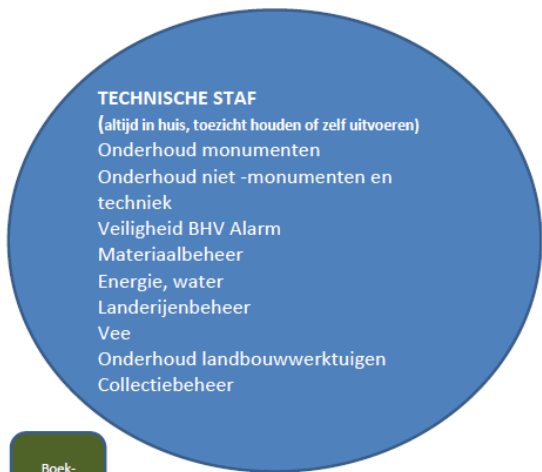 TECHNISCHE STAF
(altijd in huis, toezicht houden of zelf uitvoeren)
Onderhoud monumenten
Onderhoud niet -monumenten en
techniek
Veiligheid BHV Alarm
Materiaalbeheer
Energie, water
Landerijenbeheer
Vee
Onderhoud landbouwwerktuigen
Collectiebeheer
Boek-